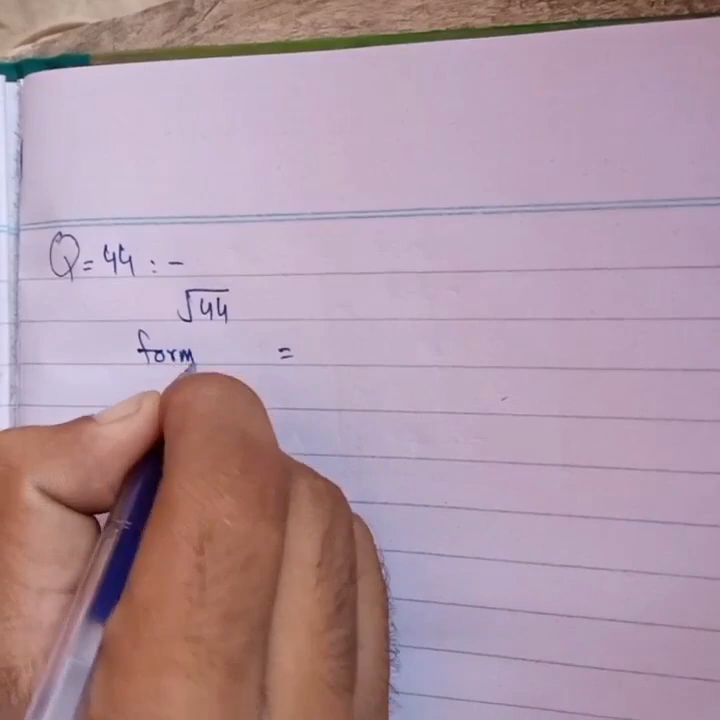 Q = 44 : -
√44
form =